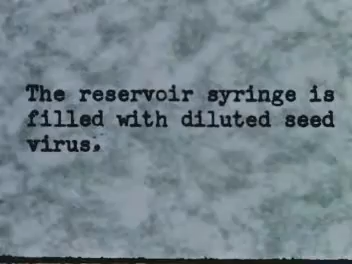 The reservoir syringe is
filled with diluted seed
virus.